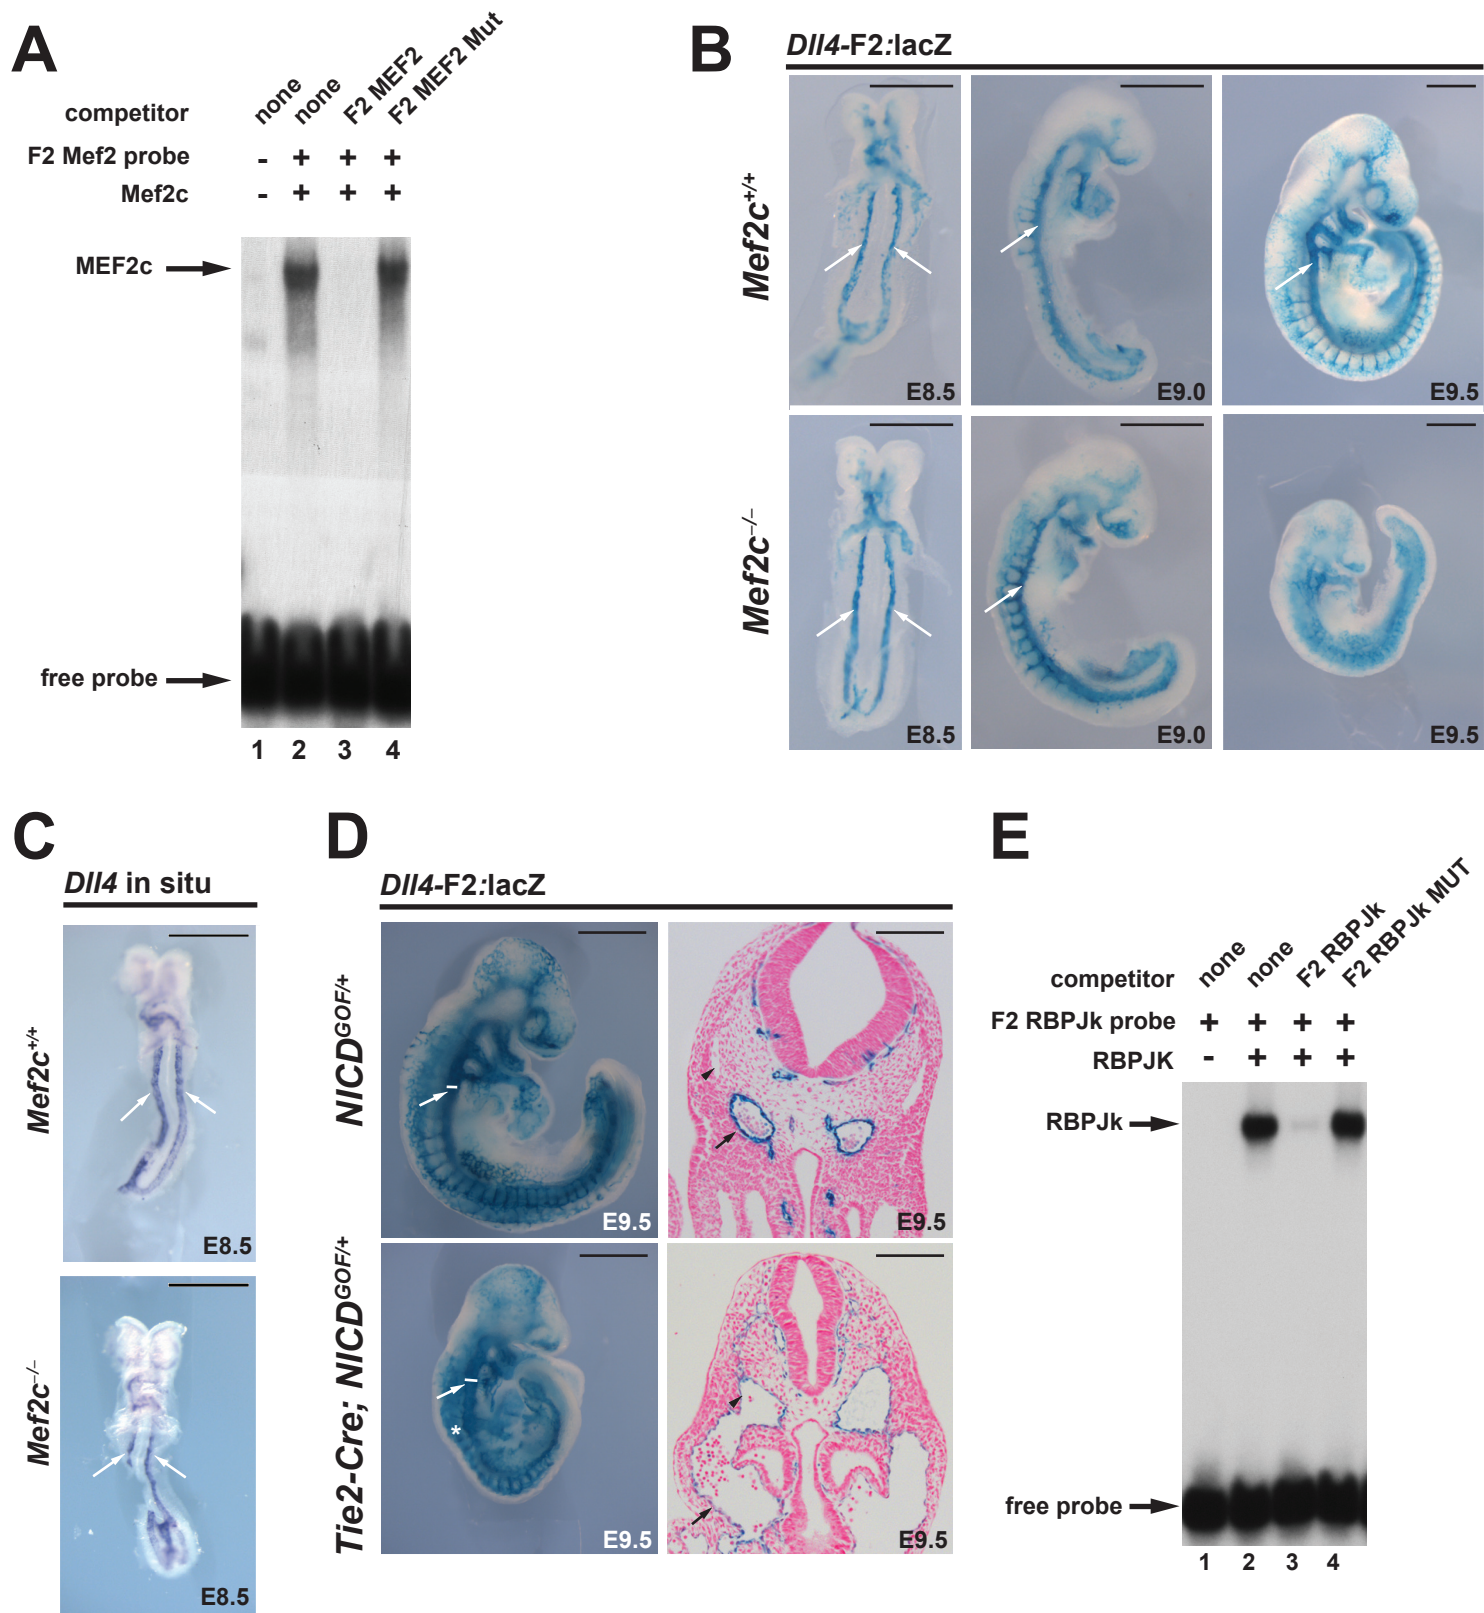 A
competitor
none
none
F2 MEF2
F2 MEF2 Mut
F2 Mef2 probe - + + +
Mef2c - + + +
MEF2c
free probe
1 2 3 4
B
Dll4-F2:lacZ
Mef2c+/+
E8.5
E9.0
E9.5
Mef2c–/–
E8.5
E9.0
E9.5
C
Dll4 in situ
Mef2c+/+
E8.5
Mef2c–/–
E8.5
D
Dll4-F2:lacZ
NICDGOF/+
E9.5
E9.5
Tie2-Cre; NICDGOF/+
*
E9.5
E9.5
E
competitor
none
none
F2 RBPJk
F2 RBPJk MUT
F2 RBPJk probe + + + +
RBPJK - + + +
RBPJk
free probe
1 2 3 4